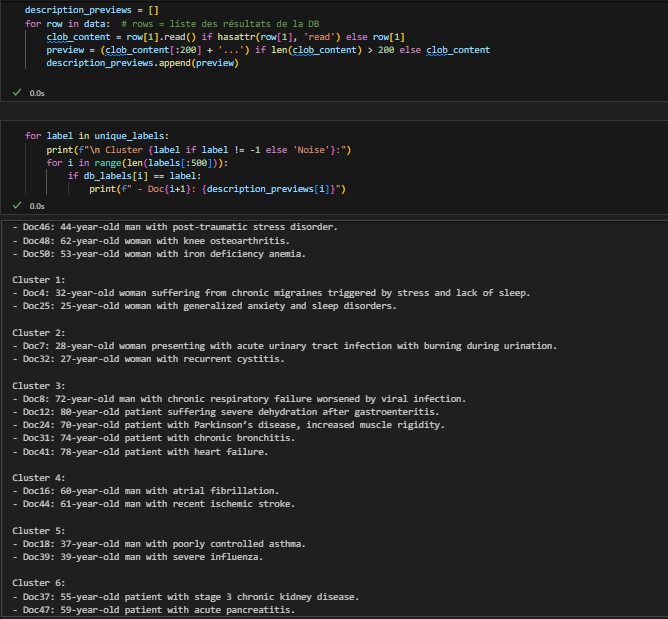 description_previews = []
for row in data:  # rows = liste des résultats de la DB
    clob_content = row[1].read() if hasattr(row[1], 'read') else row[1]
    preview = (clob_content[:200] + '...') if len(clob_content) > 200 else clob_content
    description_previews.append(preview)
✓ 0.0s
for label in unique_labels:
    print(f"\n Cluster {label if label != -1 else 'Noise'}:")
    for i in range(len(labels[:500])):
        if db_labels[i] == label:
            print(f" - Doc{i+1}: {description_previews[i]}")
✓ 0.0s
- Doc46: 44-year-old man with post-traumatic stress disorder.
- Doc48: 62-year-old woman with knee osteoarthritis.
- Doc50: 53-year-old woman with iron deficiency anemia.
Cluster 1:
- Doc4: 32-year-old woman suffering from chronic migraines triggered by stress and lack of sleep.
- Doc25: 25-year-old woman with generalized anxiety and sleep disorders.
Cluster 2:
- Doc7: 28-year-old woman presenting with acute urinary tract infection with burning during urination.
- Doc32: 27-year-old woman with recurrent cystitis.
Cluster 3:
- Doc8: 72-year-old man with chronic respiratory failure worsened by viral infection.
- Doc12: 80-year-old patient suffering severe dehydration after gastroenteritis.
- Doc24: 70-year-old patient with Parkinson's disease, increased muscle rigidity.
- Doc31: 74-year-old patient with chronic bronchitis.
- Doc41: 78-year-old patient with heart failure.
Cluster 4:
- Doc16: 60-year-old man with atrial fibrillation.
- Doc44: 61-year-old man with recent ischemic stroke.
Cluster 5:
- Doc18: 37-year-old man with poorly controlled asthma.
- Doc39: 39-year-old man with severe influenza.
Cluster 6:
- Doc37: 55-year-old patient with stage 3 chronic kidney disease.
- Doc47: 59-year-old patient with acute pancreatitis.